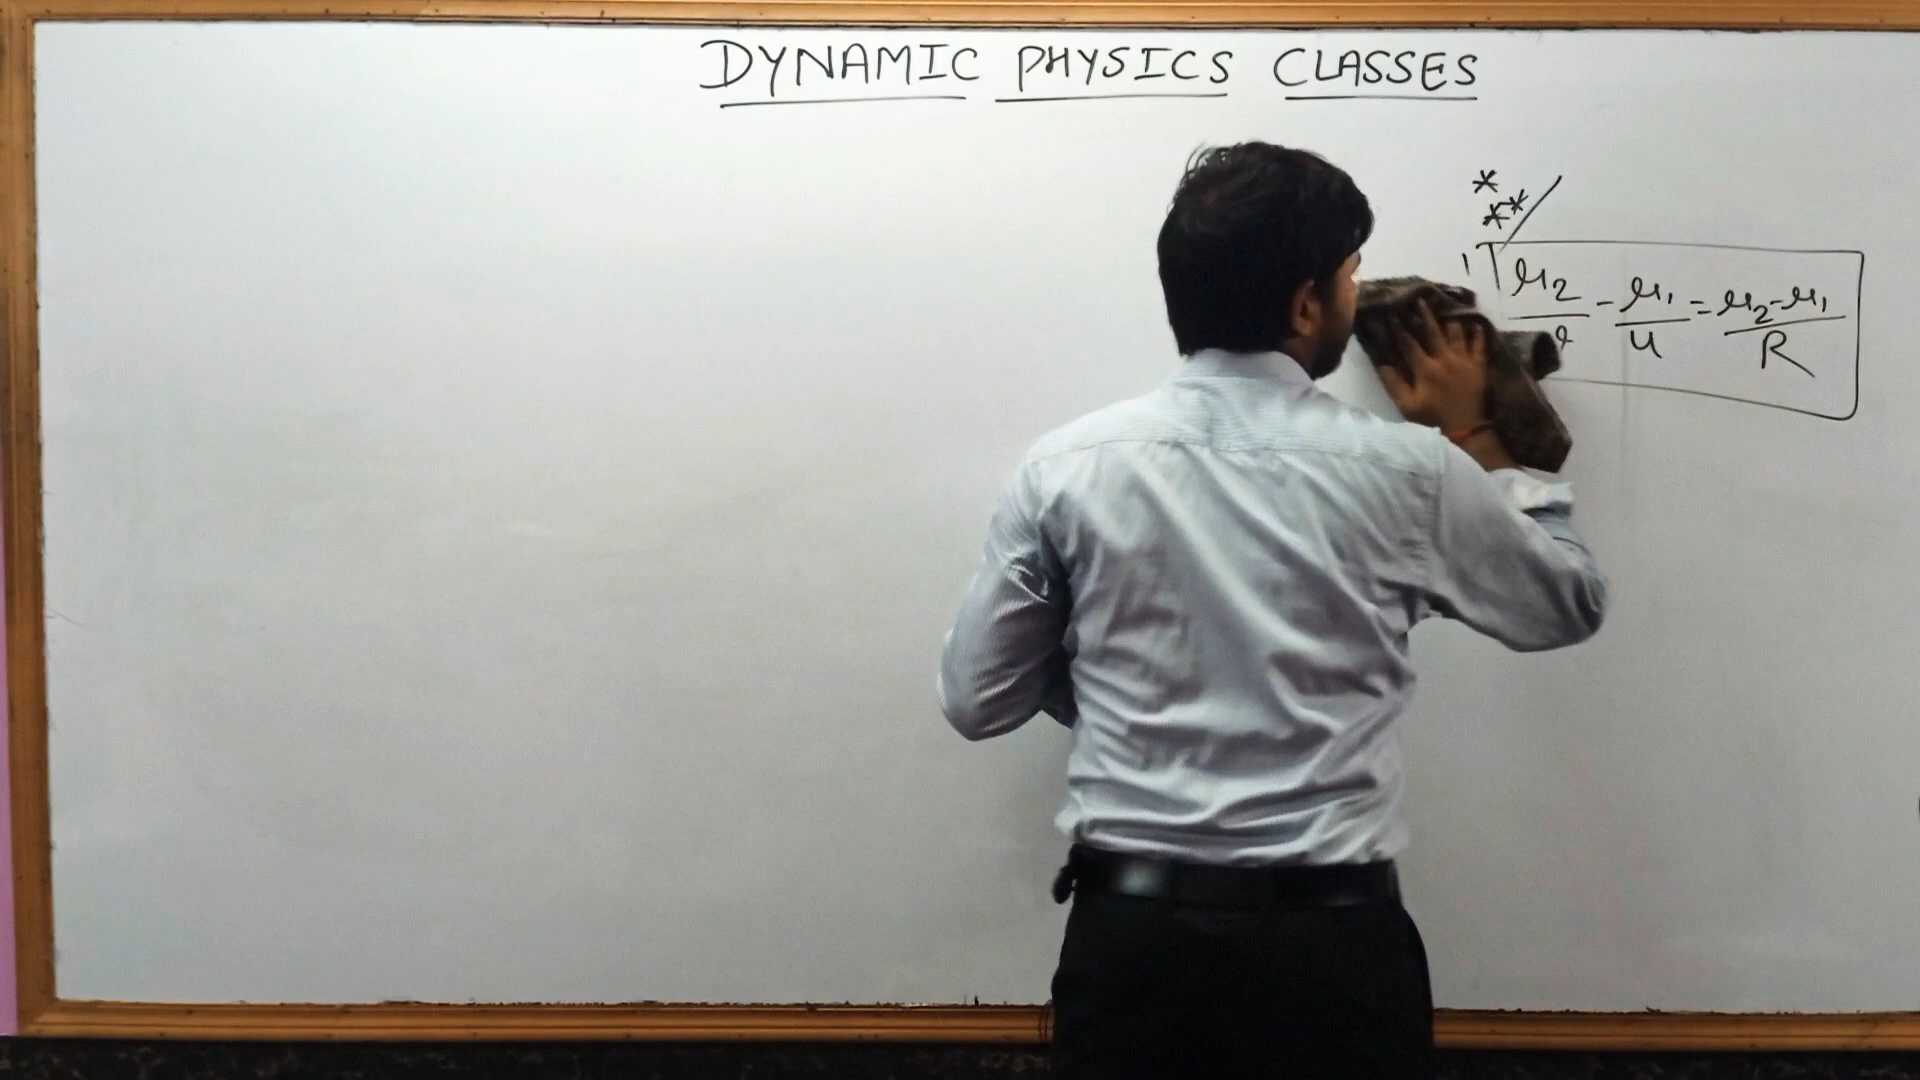 DYNAMIC PHYSICS CLASSES
* **
μ2/v - μ1/u = μ2-μ1/R